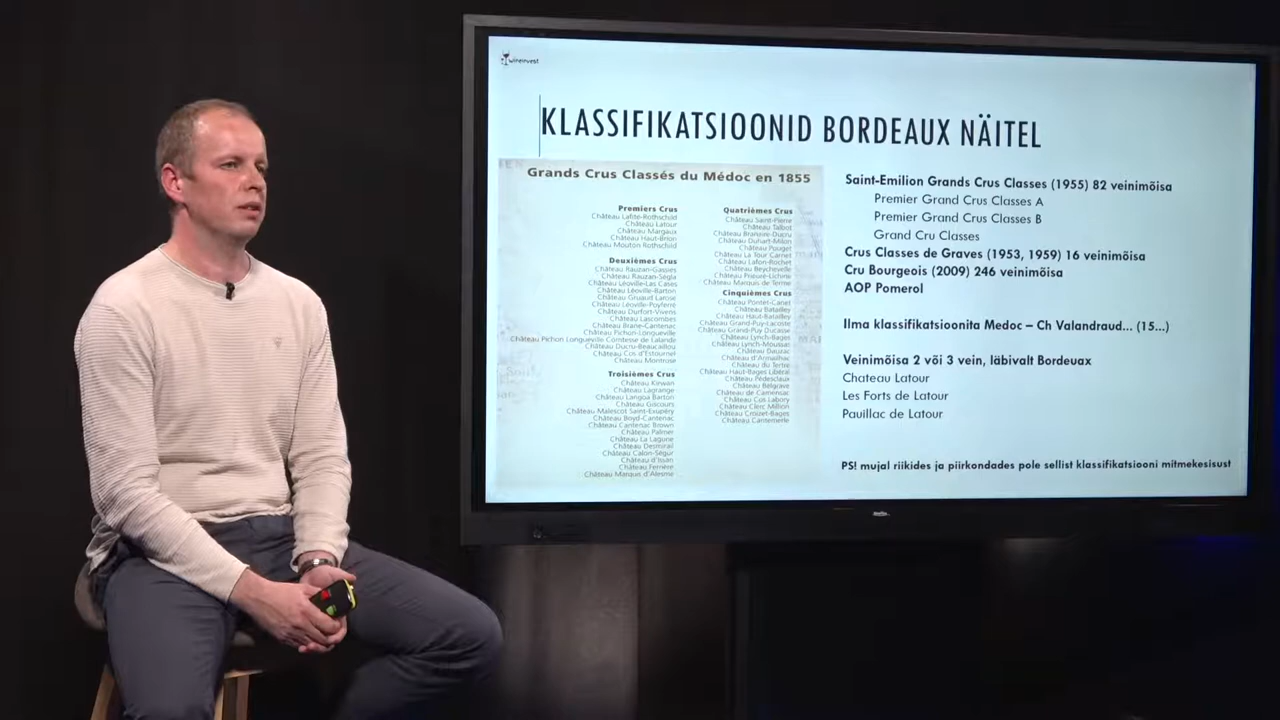 wineinvest
KLASSIFIKATSIOONID BORDEAUX NÄITEL
Grands Crus Classés du Médoc en 1855
Premiers Crus
Château Lafite-Rothschild
Château Latour
Château Margaux
Château Haut-Brion
Château Mouton Rothschild
Deuxièmes Crus
Château Rauzan-Gassies
Château Rauzan-Ségla
Château Léoville-Las Cases
Château Léoville-Barton
Château Gruaud Larose
Château Léoville-Poyferré
Château Durfort-Vivens
Château Lascombes
Château Brane-Cantenac
Château Pichon-Longueville
Château Pichon Longueville Comtesse de Lalande
Château Ducru-Beaucaillou
Château Cos d'Estournel
Château Montrose
Troisièmes Crus
Château Kirwan
Château Lagrange
Château Langoa Barton
Château Giscours
Château Malescot Saint-Exupéry
Château Boyd-Cantenac
Château Cantenac Brown
Château Palmer
Château La Lagune
Château Desmirail
Château Calon-Ségur
Château d'Issan
Château Ferrière
Château Marquis d'Alesme
Quatrièmes Crus
Château Saint-Pierre
Château Talbot
Château Branaire-Ducru
Château Duhart-Milon
Château Pouget
Château La Tour Carnet
Château Lafon-Rochet
Château Beychevelle
Château Prieuré-Lichine
Château Marquis de Terme
Cinquièmes Crus
Château Pontet-Canet
Château Batailley
Château Haut-Batailley
Château Grand-Puy-Lacoste
Château Grand-Puy Ducasse
Château Lynch-Bages
Château Lynch-Moussas
Château Dauzac
Château d'Armailhac
Château du Tertre
Château Haut-Bages Libéral
Château Pédesclaux
Château Belgrave
Château de Camensac
Château Cos Labory
Château Clerc Milion
Château Croizet-Bages
Château Cantemerle
Saint-Emilion Grands Crus Classes (1955) 82 veinimõisa
Premier Grand Crus Classes A
Premier Grand Crus Classes B
Grand Cru Classes
Crus Classes de Graves (1953, 1959) 16 veinimõisa
Cru Bourgeois (2009) 246 veinimõisa
AOP Pomerol
Ilma klassifikatsioonita Medoc – Ch Valandraud... (15...)
Veinimõisa 2 või 3 vein, läbivalt Bordeuax
Chateau Latour
Les Forts de Latour
Pauillac de Latour
PS! mujal riikides ja piirkondades pole sellist klassifikatsiooni mitmekesisust